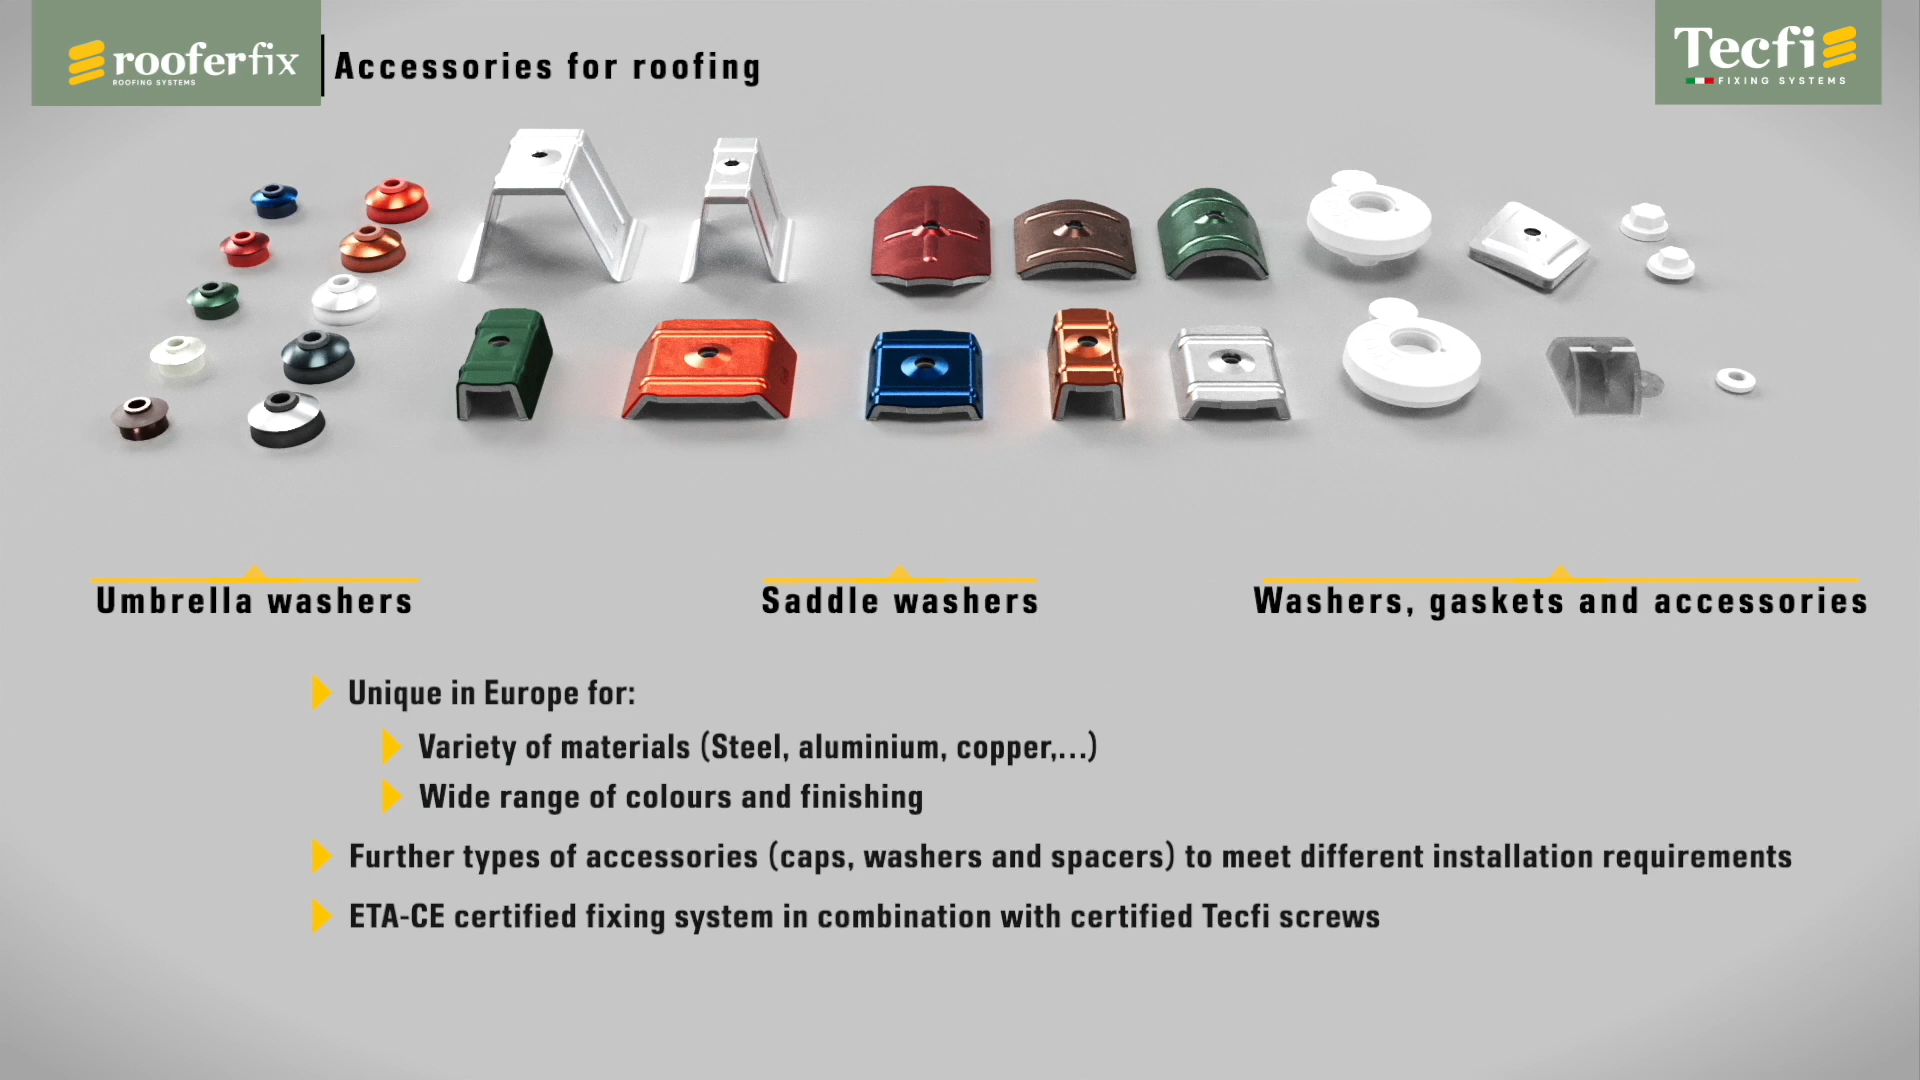 rooferfix
ROOFING SYSTEMS
Accessories for roofing
Tecfi
FIXING SYSTEMS
Umbrella washers
Saddle washers
Washers, gaskets and accessories
Unique in Europe for:
Variety of materials (Steel, aluminium, copper,...)
Wide range of colours and finishing
Further types of accessories (caps, washers and spacers) to meet different installation requirements
ETA-CE certified fixing system in combination with certified Tecfi screws